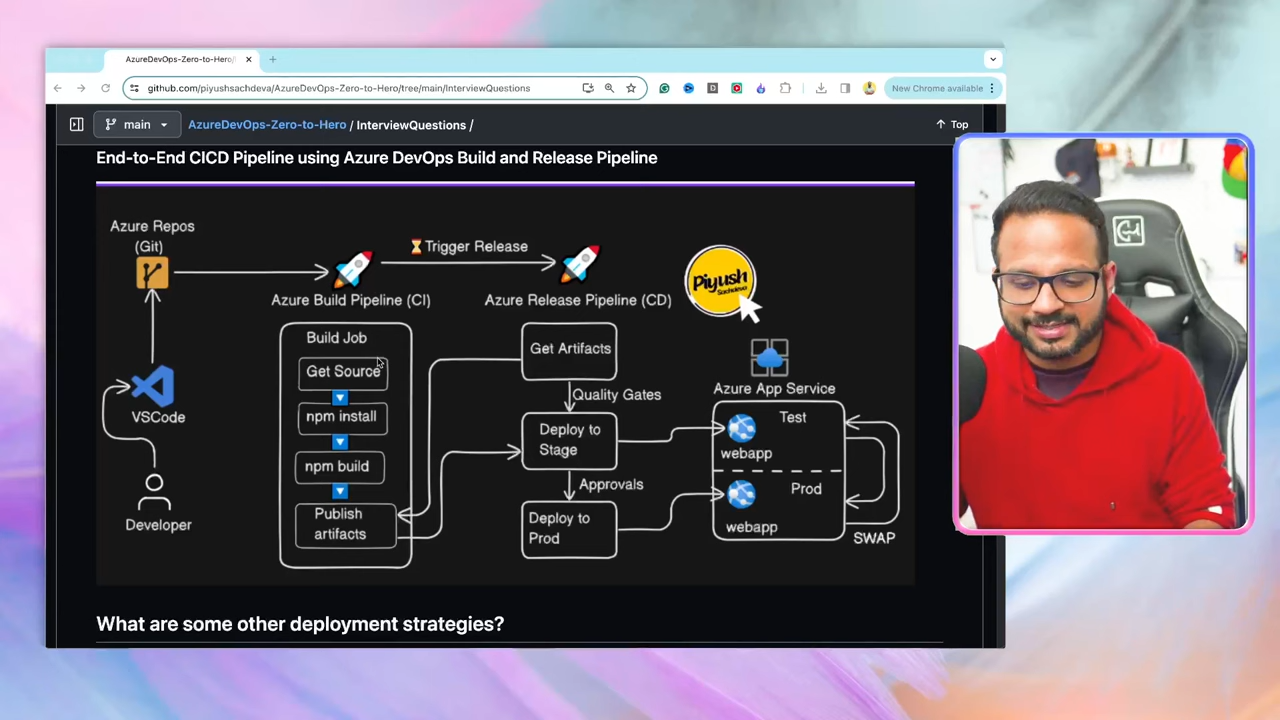 AzureDevOps-Zero-to-Hero/
github.com/piyushsachdeva/AzureDevOps-Zero-to-Hero/tree/main/InterviewQuestions
New Chrome available
main
AzureDevOps-Zero-to-Hero / InterviewQuestions /
Top
End-to-End CICD Pipeline using Azure DevOps Build and Release Pipeline
Azure Repos
(Git)
Trigger Release
Azure Build Pipeline (CI)
Azure Release Pipeline (CD)
Piyush
Sachdeva
Build Job
Get Source
npm install
npm build
Publish
artifacts
VSCode
Developer
Get Artifacts
Quality Gates
Deploy to
Stage
Approvals
Deploy to
Prod
Azure App Service
Test
webapp
Prod
webapp
SWAP
What are some other deployment strategies?